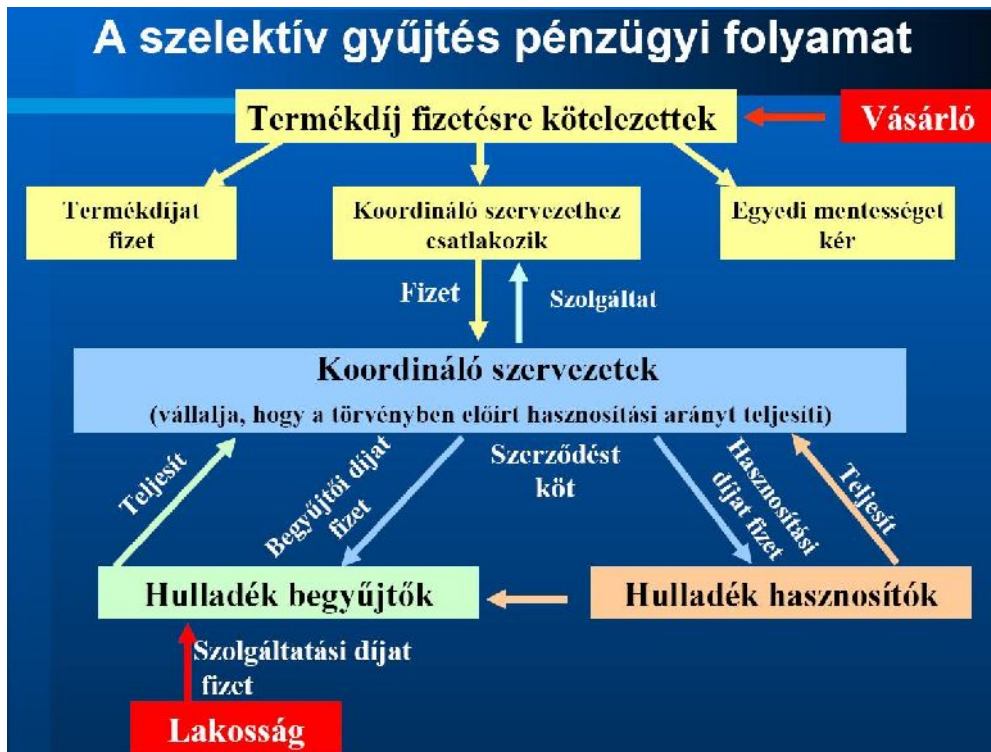 A szelektív gyűjtés pénzügyi folyamat
Termékdíj fizetésre kötelezettek
Vásárló
Termékdíjat
fizet
Koordináló szervezethez
csatlakozik
Egyedi mentességet
kér
Fizet
Szolgáltat
Koordináló szervezetek
(vállalja, hogy a törvényben előírt hasznosítási arányt teljesíti)
Teljesít
Begyűjtői díjat
fizet
Szerződést
köt
Hasznosítási
díjat fizet
Teljesít
Hulladék begyűjtők
Hulladék hasznosítók
Szolgáltatási díjat
fizet
Lakosság